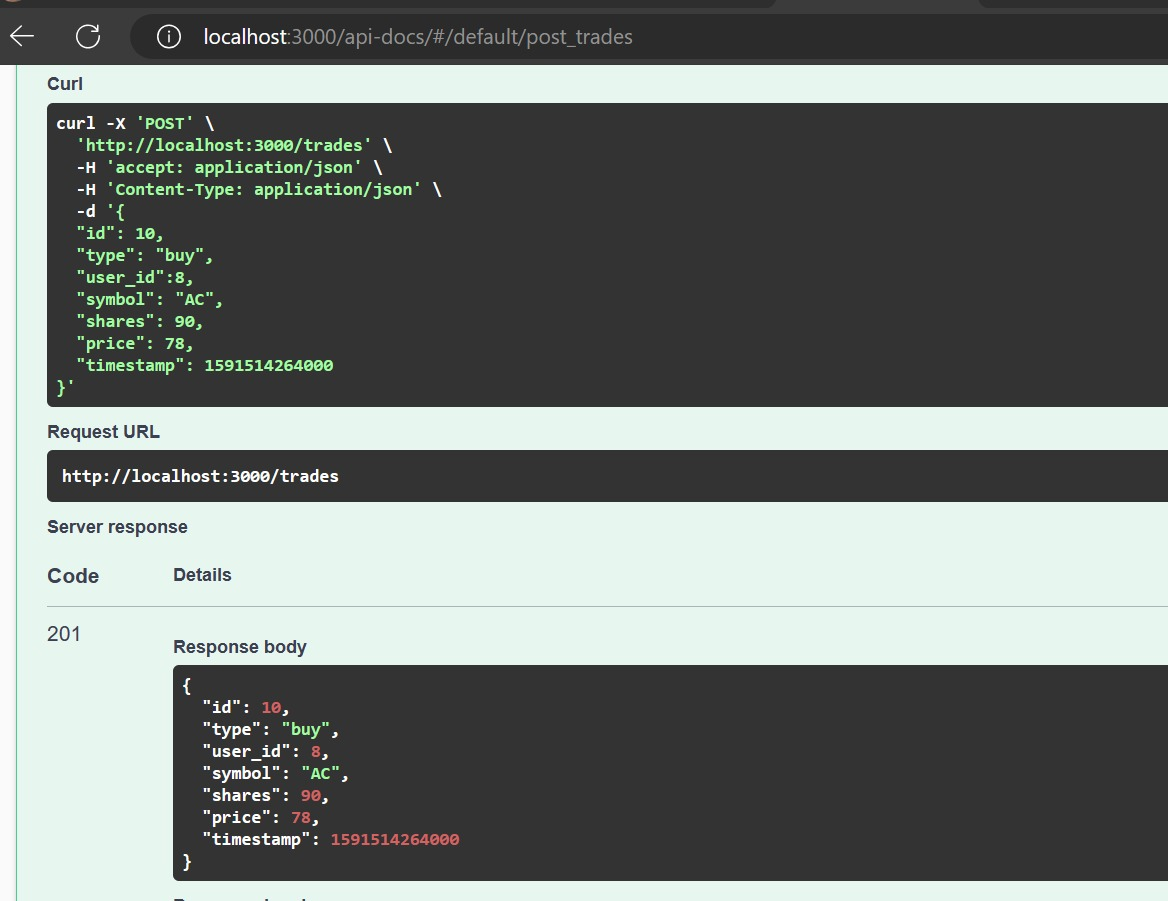 localhost:3000/api-docs/#/default/post_trades
Curl
curl -X 'POST' \
  'http://localhost:3000/trades' \
  -H 'accept: application/json' \
  -H 'Content-Type: application/json' \
  -d '{
  "id": 10,
  "type": "buy",
  "user_id":8,
  "symbol": "AC",
  "shares": 90,
  "price": 78,
  "timestamp": 1591514264000
}'
Request URL
http://localhost:3000/trades
Server response
Code Details
201
Response body
{
  "id": 10,
  "type": "buy",
  "user_id": 8,
  "symbol": "AC",
  "shares": 90,
  "price": 78,
  "timestamp": 1591514264000
}